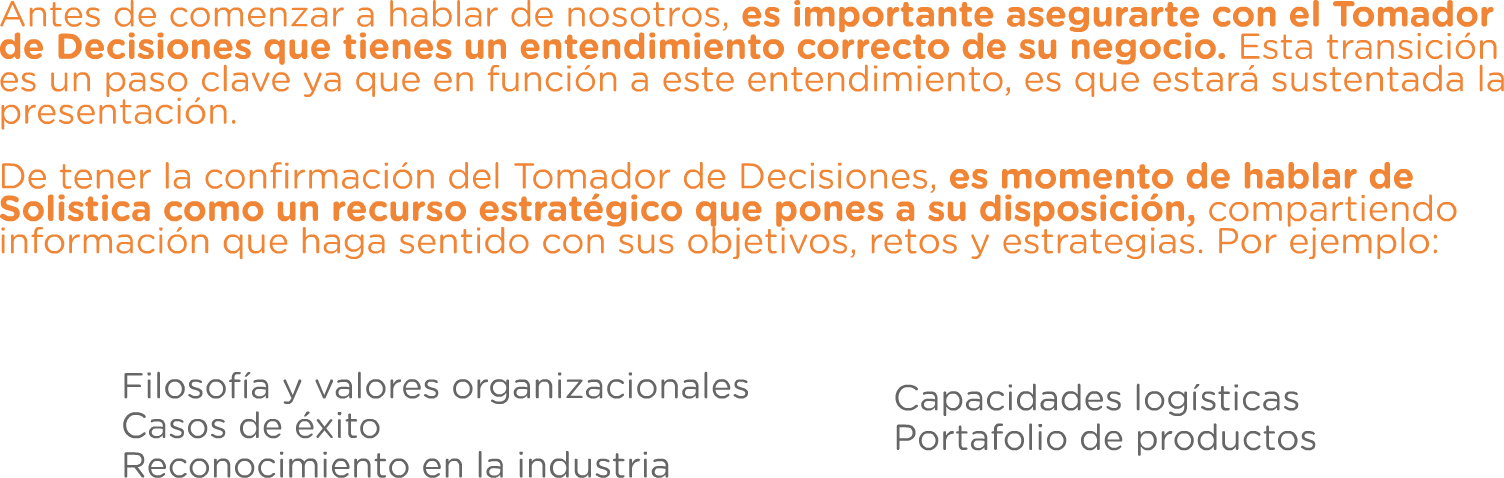 Antes de comenzar a hablar de nosotros, es importante asegurarte con el Tomador
de Decisiones que tienes un entendimiento correcto de su negocio. Esta transición
es un paso clave ya que en función a este entendimiento, es que estará sustentada la
presentación.
De tener la confirmación del Tomador de Decisiones, es momento de hablar de
Solistica como un recurso estratégico que pones a su disposición, compartiendo
información que haga sentido con sus objetivos, retos y estrategias. Por ejemplo:
Filosofía y valores organizacionales
Casos de éxito
Reconocimiento en la industria
Capacidades logísticas
Portafolio de productos